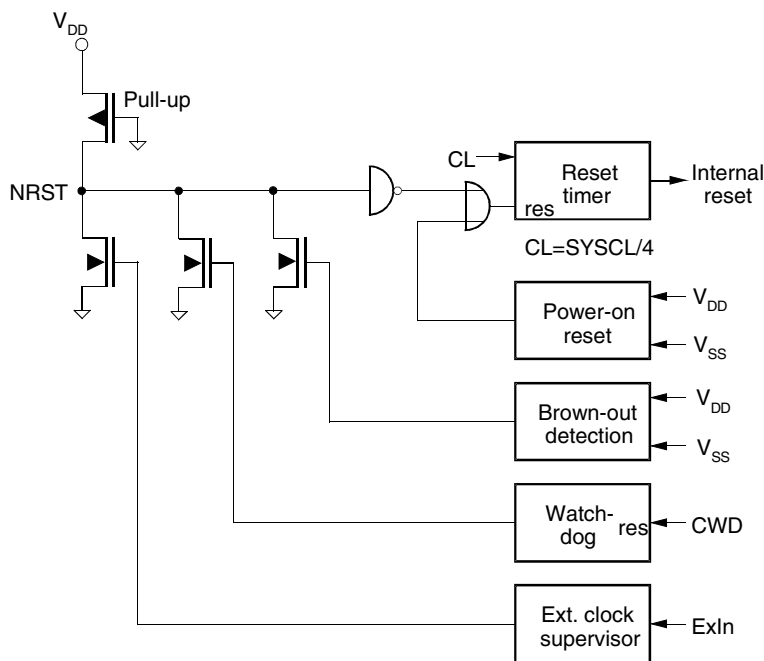 VDD
Pull-up
NRST
CL
Reset
timer
res
Internal
reset
CL=SYSCL/4
Power-on
reset
VDD
VSS
Brown-out
detection
VDD
VSS
Watch-
dog
res
CWD
Ext. clock
supervisor
ExIn